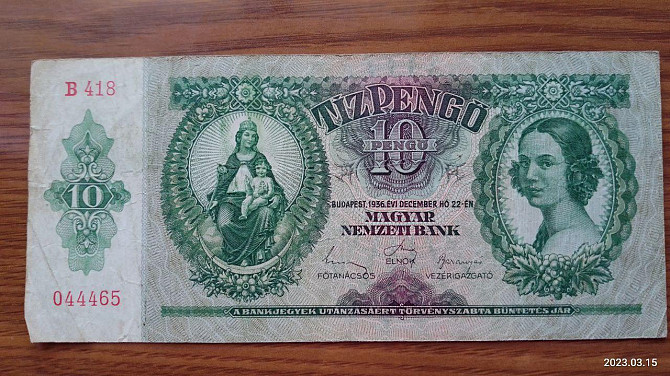 B 418
TIZPENGŐ
10
PENGŐ
10
BUDAPEST, 1936. ÉVI DECEMBER HÓ 22-ÉN
MAGYAR
NEMZETI BANK
ELNÖK
FŐTANÁCSOS VEZÉRIGAZGATÓ
044465
A BANKJEGYEK UTÁNZÁSÁÉRT TÖRVÉNYSZABTA BÜNTETÉS JÁR
2023.03.15